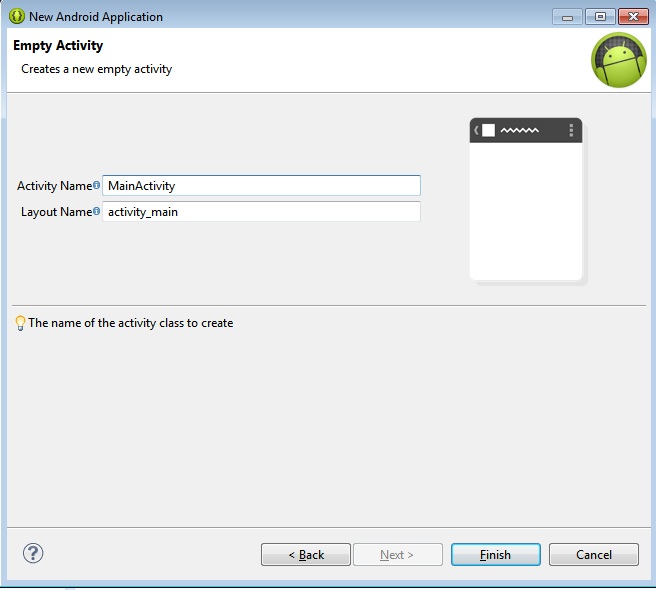 New Android Application
Empty Activity
Creates a new empty activity
Activity Name MainActivity
Layout Name activity_main
The name of the activity class to create
? < Back Next > Finish Cancel